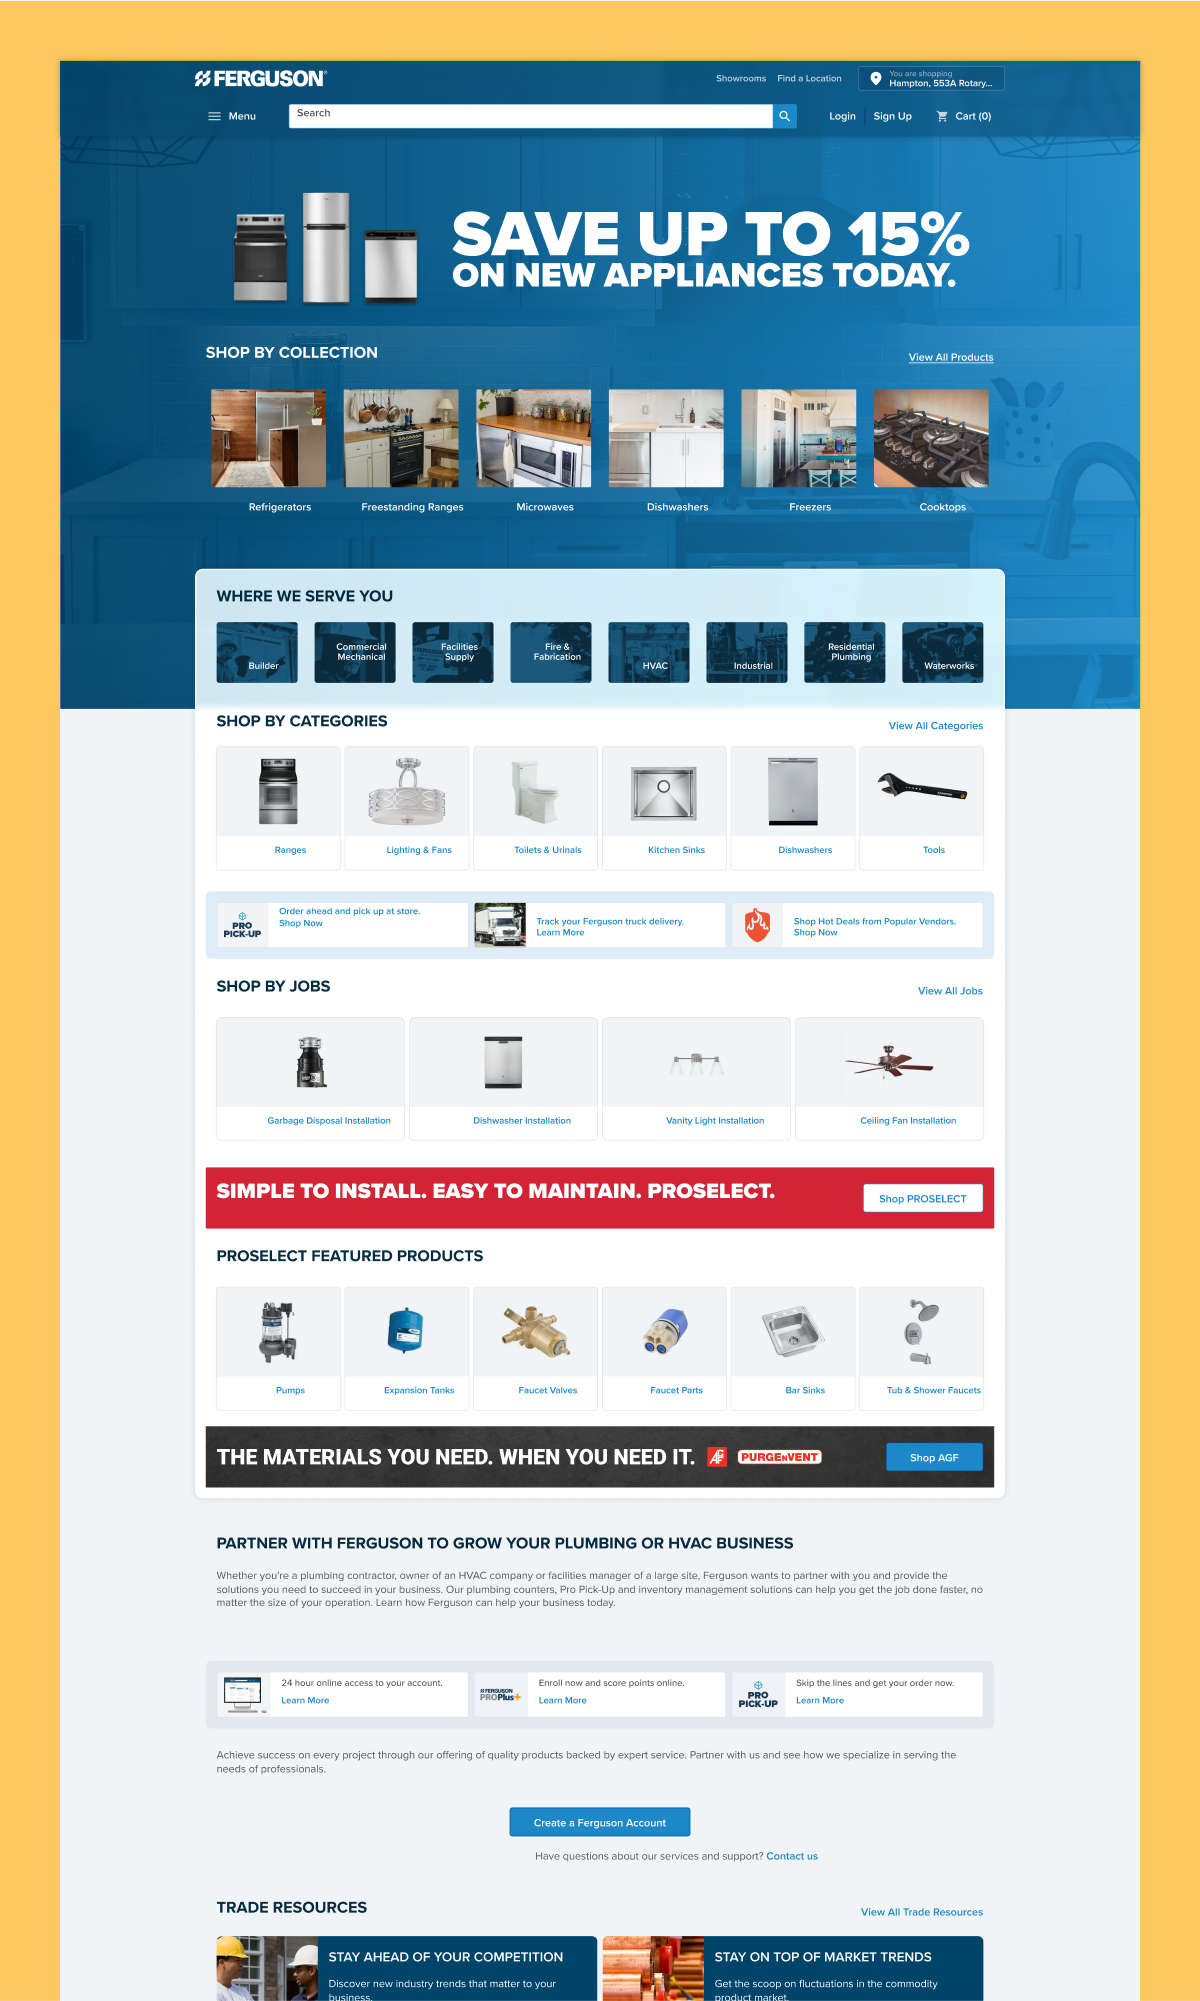 FERGUSON
Showrooms
Find a Location
You are shopping
Hampton, 553A Rotary...
Menu
Search
Login
Sign Up
Cart (0)
SAVE UP TO 15%
ON NEW APPLIANCES TODAY.
SHOP BY COLLECTION
View All Products
Refrigerators
Freestanding Ranges
Microwaves
Dishwashers
Freezers
Cooktops
WHERE WE SERVE YOU
Builder
Commercial
Mechanical
Facilities
Supply
Fire &
Fabrication
HVAC
Industrial
Residential
Plumbing
Waterworks
SHOP BY CATEGORIES
View All Categories
Ranges
Lighting & Fans
Toilets & Urinals
Kitchen Sinks
Dishwashers
Tools
PRO
PICK-UP
Order ahead and pick up at store.
Shop Now
Track your Ferguson truck delivery.
Learn More
Shop Hot Deals from Popular Vendors.
Shop Now
SHOP BY JOBS
View All Jobs
Garbage Disposal Installation
Dishwasher Installation
Vanity Light Installation
Ceiling Fan Installation
SIMPLE TO INSTALL. EASY TO MAINTAIN. PROSELECT.
Shop PROSELECT
PROSELECT FEATURED PRODUCTS
Pumps
Expansion Tanks
Faucet Valves
Faucet Parts
Bar Sinks
Tub & Shower Faucets
THE MATERIALS YOU NEED. WHEN YOU NEED IT.
AGF
PURGENVENT
Shop AGF
PARTNER WITH FERGUSON TO GROW YOUR PLUMBING OR HVAC BUSINESS
Whether you're a plumbing contractor, owner of an HVAC company or facilities manager of a large site, Ferguson wants to partner with you and provide the
solutions you need to succeed in your business. Our plumbing counters, Pro Pick-Up and inventory management solutions can help you get the job done faster, no
matter the size of your operation. Learn how Ferguson can help your business today.
24 hour online access to your account.
Learn More
FERGUSON
PROPlus+
Enroll now and score points online.
Learn More
PRO
PICK-UP
Skip the lines and get your order now.
Learn More
Achieve success on every project through our offering of quality products backed by expert service. Partner with us and see how we specialize in serving the
needs of professionals.
Create a Ferguson Account
Have questions about our services and support? Contact us
TRADE RESOURCES
View All Trade Resources
STAY AHEAD OF YOUR COMPETITION
Discover new industry trends that matter to your
business.
STAY ON TOP OF MARKET TRENDS
Get the scoop on fluctuations in the commodity
product market.